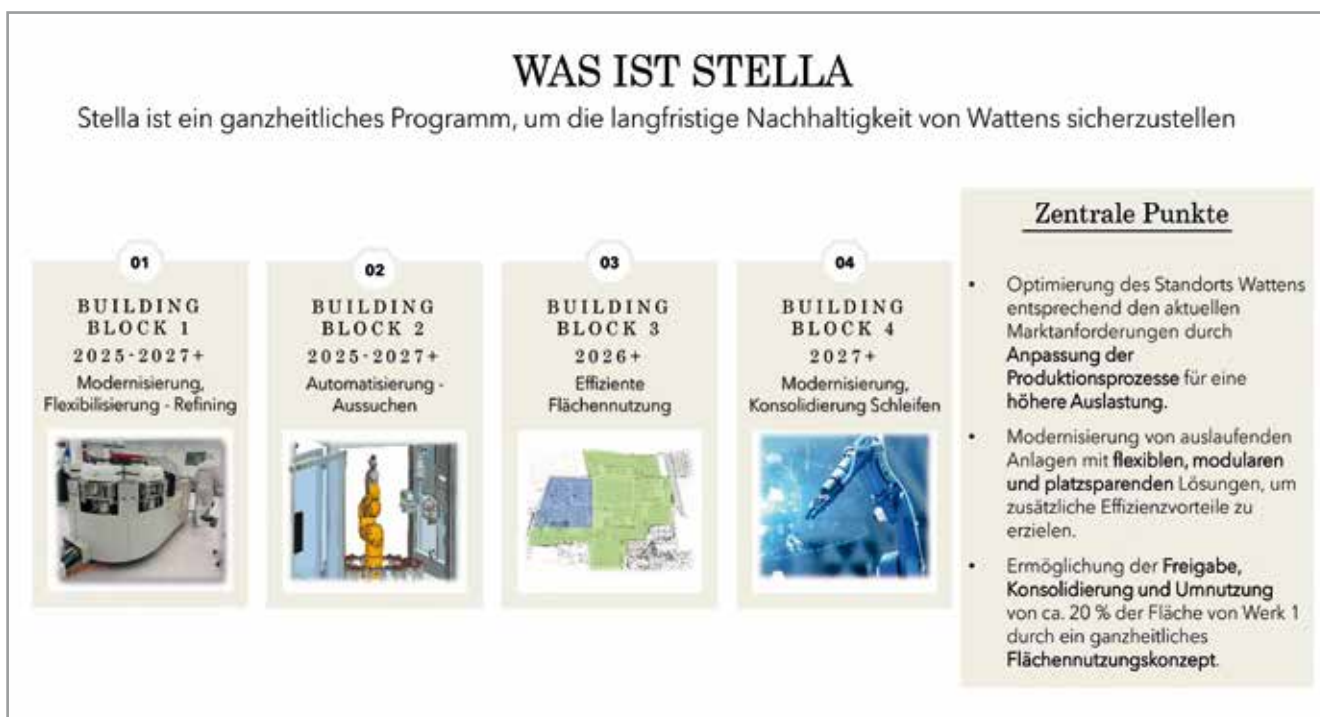 WAS IST STELLA
Stella ist ein ganzheitliches Programm, um die langfristige Nachhaltigkeit von Wattens sicherzustellen
01
BUILDING
BLOCK 1
2025-2027+
Modernisierung,
Flexibilisierung - Refining
02
BUILDING
BLOCK 2
2025-2027+
Automatisierung -
Aussuchen
03
BUILDING
BLOCK 3
2026+
Effiziente
Flächennutzung
04
BUILDING
BLOCK 4
2027+
Modernisierung,
Konsolidierung Schleifen
Zentrale Punkte
• Optimierung des Standorts Wattens
entsprechend den aktuellen
Marktanforderungen durch
Anpassung der
Produktionsprozesse für eine
höhere Auslastung.
• Modernisierung von auslaufenden
Anlagen mit flexiblen, modularen
und platzsparenden Lösungen, um
zusätzliche Effizienzvorteile zu
erzielen.
• Ermöglichung der Freigabe,
Konsolidierung und Umnutzung
von ca. 20 % der Fläche von Werk 1
durch ein ganzheitliches
Flächennutzungskonzept.